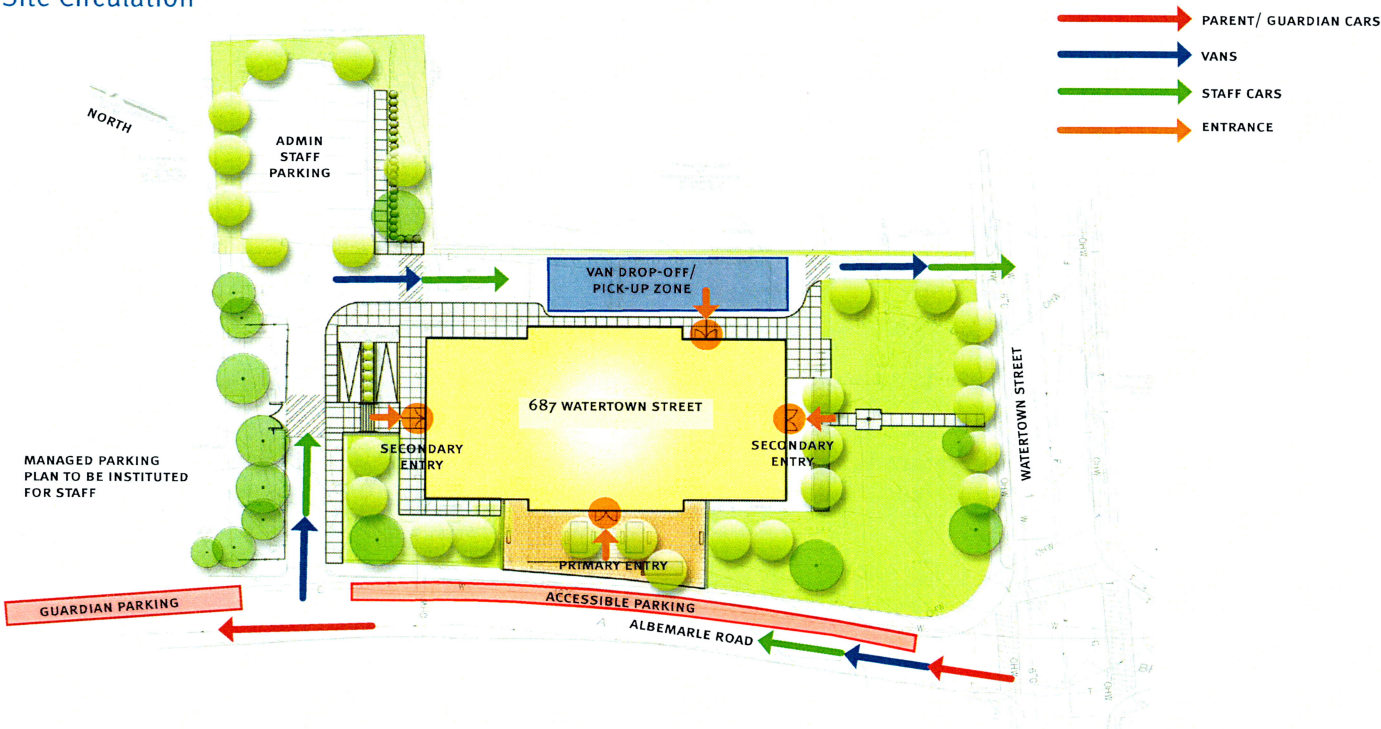 Site Circulation
PARENT/ GUARDIAN CARS
VANS
STAFF CARS
ENTRANCE
NORTH
ADMIN
STAFF
PARKING
VAN DROP-OFF/
PICK-UP ZONE
687 WATERTOWN STREET
SECONDARY
ENTRY
SECONDARY
ENTRY
WATERTOWN STREET
MANAGED PARKING
PLAN TO BE INSTITUTED
FOR STAFF
PRIMARY ENTRY
GUARDIAN PARKING
ACCESSIBLE PARKING
ALBEMARLE ROAD